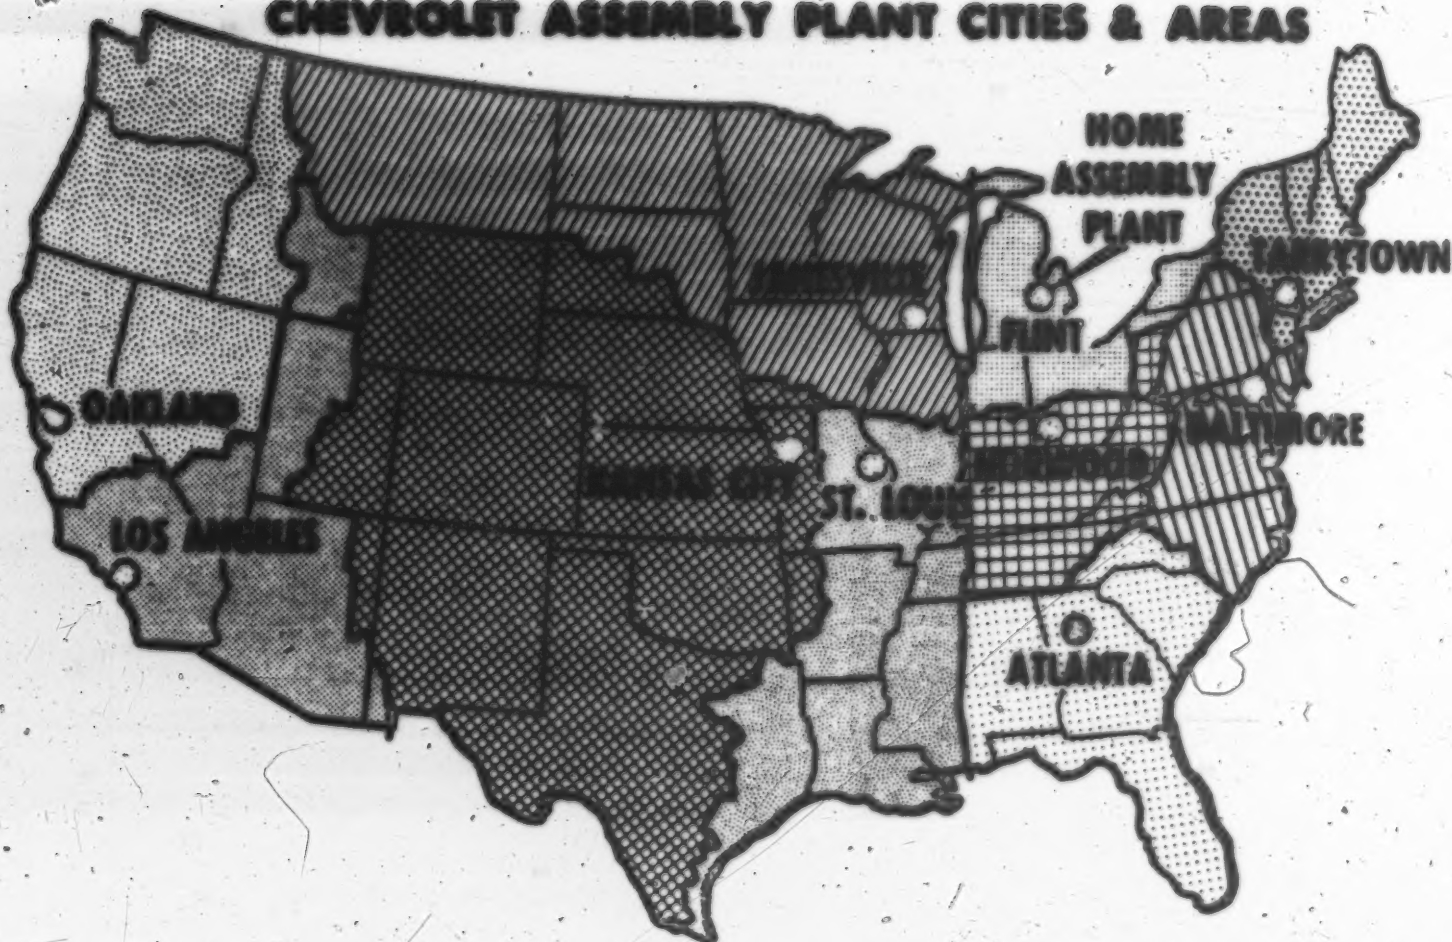 CHEVROLET ASSEMBLY PLANT CITIES & AREAS
HOME
ASSEMBLY
PLANT
TARRYTOWN
JANESVILLE
FLINT
OAKLAND
BALTIMORE
NORWOOD
KANSAS CITY
ST. LOUIS
LOS ANGELES
ATLANTA